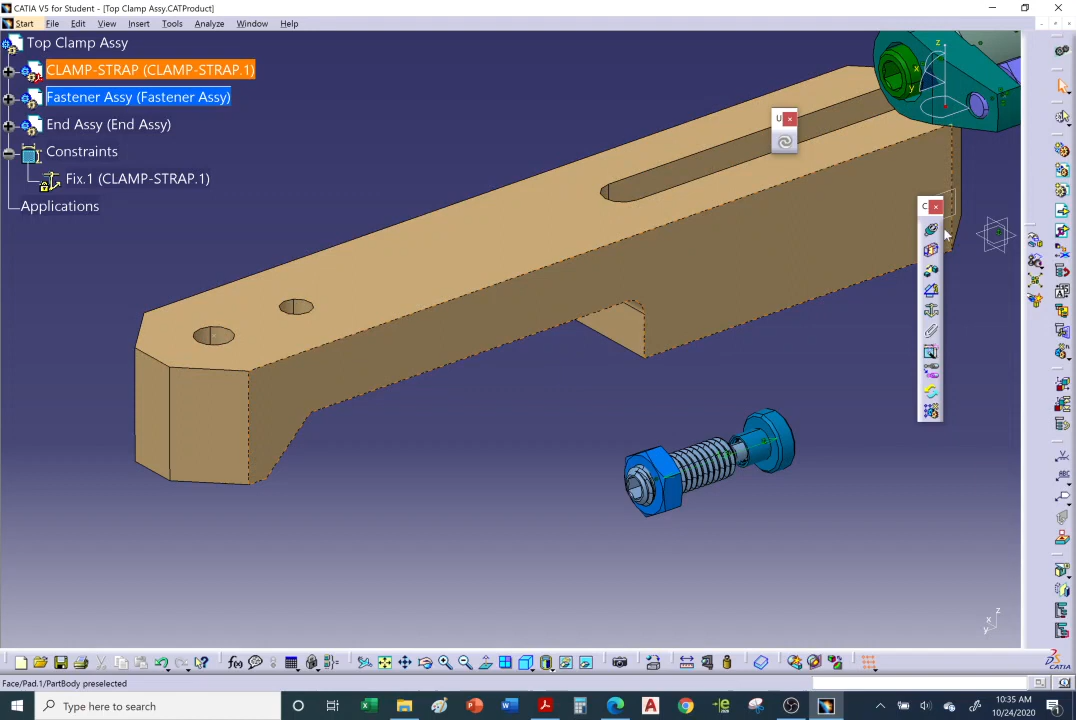 CATIA V5 for Student - [Top Clamp Assy.CATProduct]
Start File Edit View Insert Tools Analyze Window Help
Top Clamp Assy
CLAMP-STRAP (CLAMP-STRAP.1)
Fastener Assy (Fastener Assy)
End Assy (End Assy)
Constraints
Fix.1 (CLAMP-STRAP.1)
Applications
z
x
y
U
C
z
x
y
Face/Pad.1/PartBody preselected
Type here to search
10:35 AM
10/24/2020